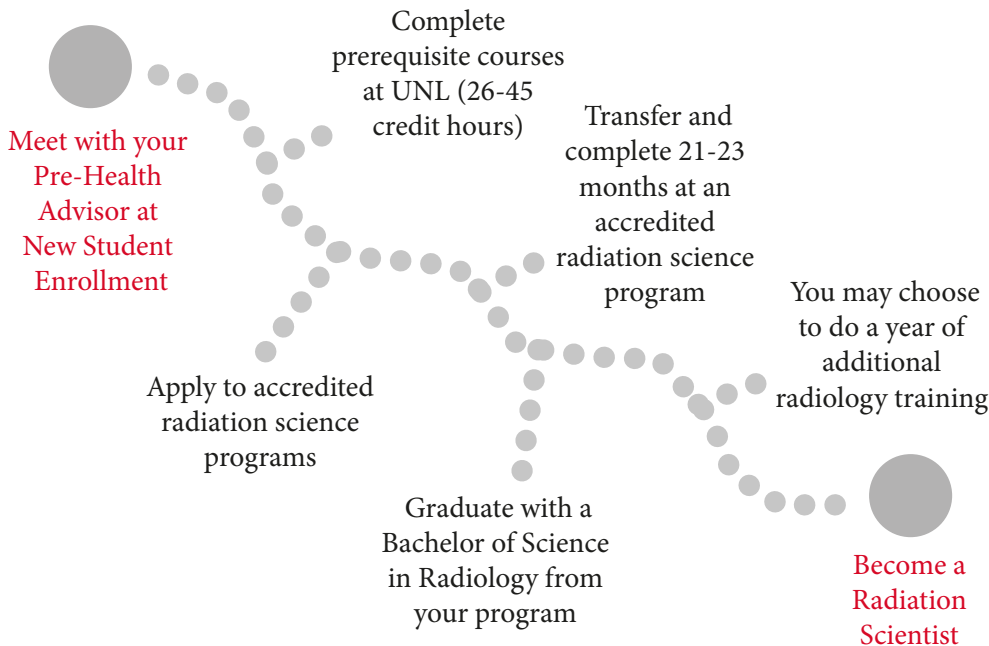 Meet with your
Pre-Health
Advisor at
New Student
Enrollment
Complete
prerequisite courses
at UNL (26-45
credit hours)
Apply to accredited
radiation science
programs
Transfer and
complete 21-23
months at an
accredited
radiation science
program
Graduate with a
Bachelor of Science
in Radiology from
your program
You may choose
to do a year of
additional
radiology training
Become a
Radiation
Scientist